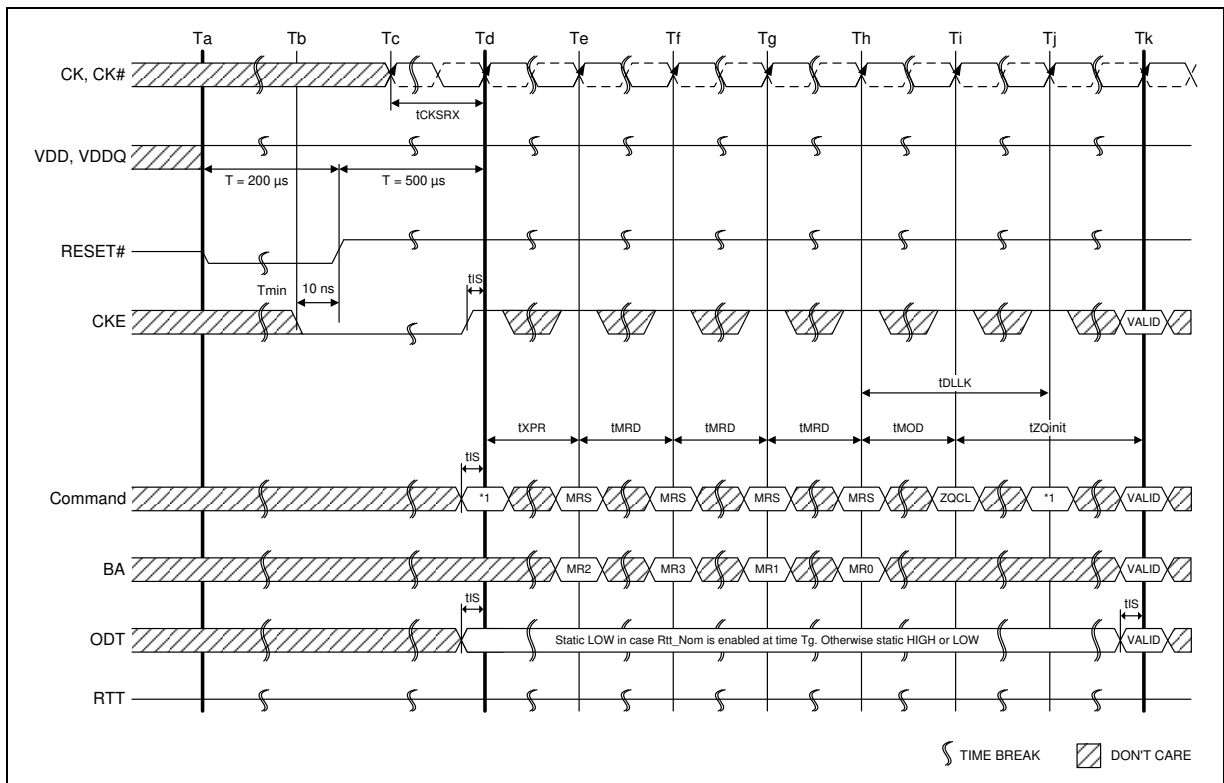 Ta Tb Tc Td Te Tf Tg Th Ti Tj Tk
CK, CK#
tCKSRX
VDD, VDDQ
T = 200 µs T = 500 µs
RESET#
Tmin 10 ns tIS
CKE VALID
tDLLK
tXPR tMRD tMRD tMRD tMOD tZQinit
tIS
Command *1 MRS MRS MRS MRS ZQCL *1 VALID
BA MR2 MR3 MR1 MR0 VALID
tIS tIS
ODT Static LOW in case Rtt_Nom is enabled at time Tg. Otherwise static HIGH or LOW VALID
RTT
TIME BREAK DON'T CARE